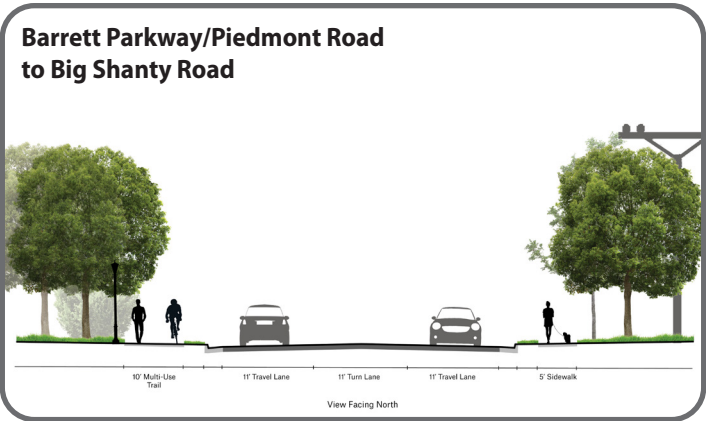 Barrett Parkway/Piedmont Road
to Big Shanty Road
10' Multi-Use
Trail
11' Travel Lane
11' Turn Lane
11' Travel Lane
5' Sidewalk
View Facing North